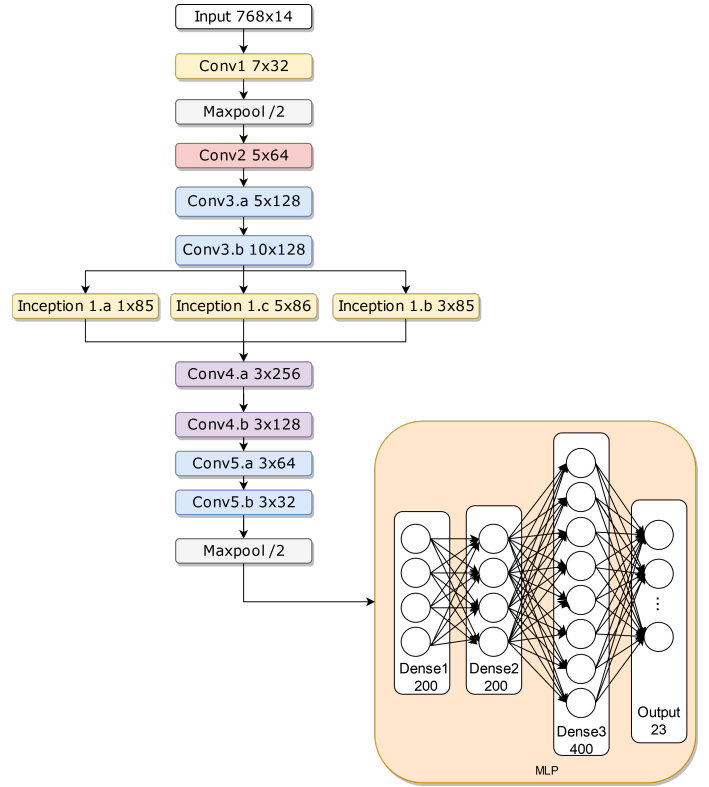 Input 768x14
Conv1 7x32
Maxpool /2
Conv2 5x64
Conv3.a 5x128
Conv3.b 10x128
Inception 1.a 1x85
Inception 1.c 5x86
Inception 1.b 3x85
Conv4.a 3x256
Conv4.b 3x128
Conv5.a 3x64
Conv5.b 3x32
Maxpool /2
Dense1
200
Dense2
200
Dense3
400
...
Output
23
MLP